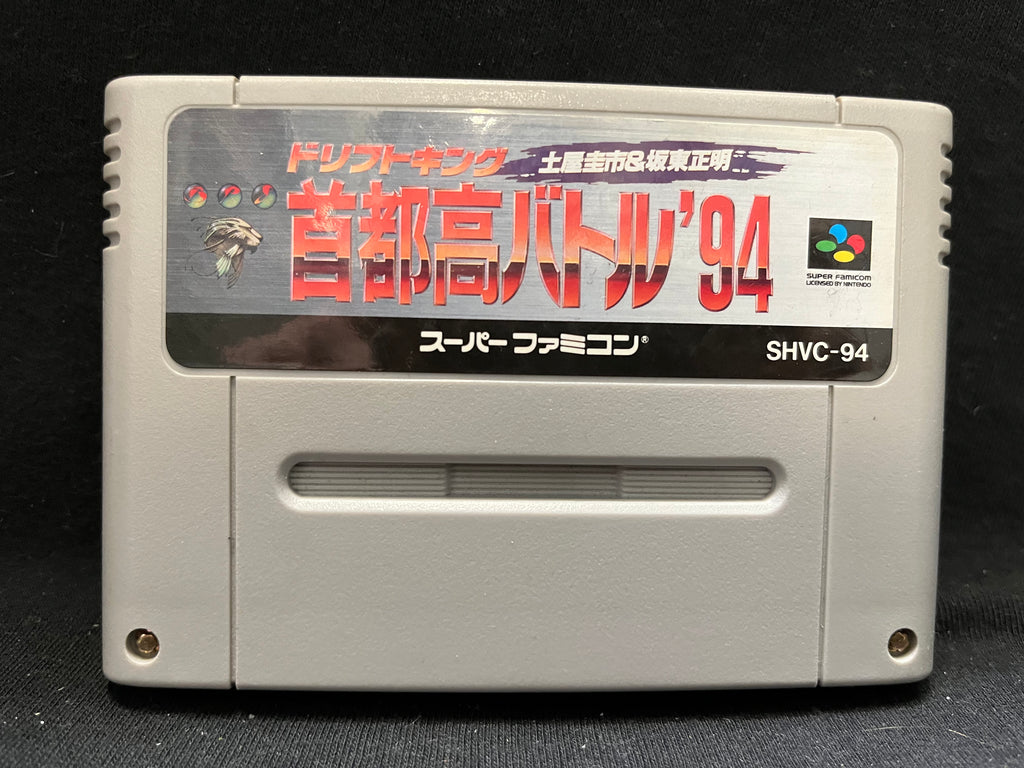 ドリフトキング 土屋圭市&坂東正明
首都高バトル'94
SUPER FAMICOM
LICENSED BY NINTENDO
スーパーファミコン®
SHVC-94